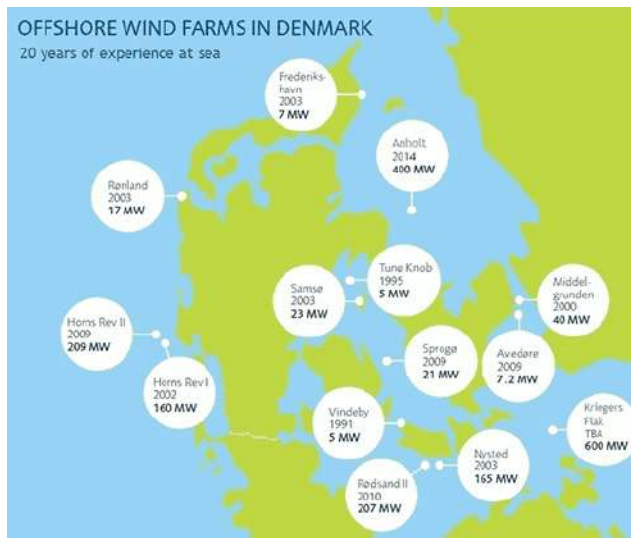 OFFSHORE WIND FARMS IN DENMARK
20 years of experience at sea
Frederiks-
havn
2003
7 MW
Anholt
2014
400 MW
Rønland
2003
17 MW
Tunø Knob
1995
5 MW
Samsø
2003
23 MW
Middel-
grunden
2000
40 MW
Horns Rev II
2009
209 MW
Sprogø
2009
21 MW
Avedøre
2009
7.2 MW
Horns Rev I
2002
160 MW
Vindeby
1991
5 MW
Kriegers
Flak
TBA
600 MW
Nysted
2003
165 MW
Rødsand II
2010
207 MW